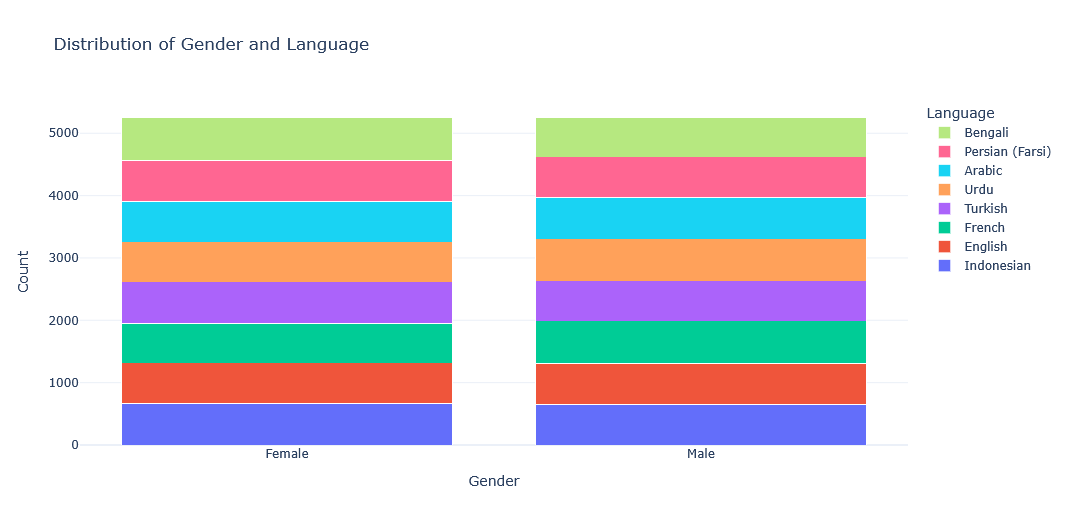 Distribution of Gender and Language
Count
5000
4000
3000
2000
1000
0
Female
Male
Gender
Language
Bengali
Persian (Farsi)
Arabic
Urdu
Turkish
French
English
Indonesian